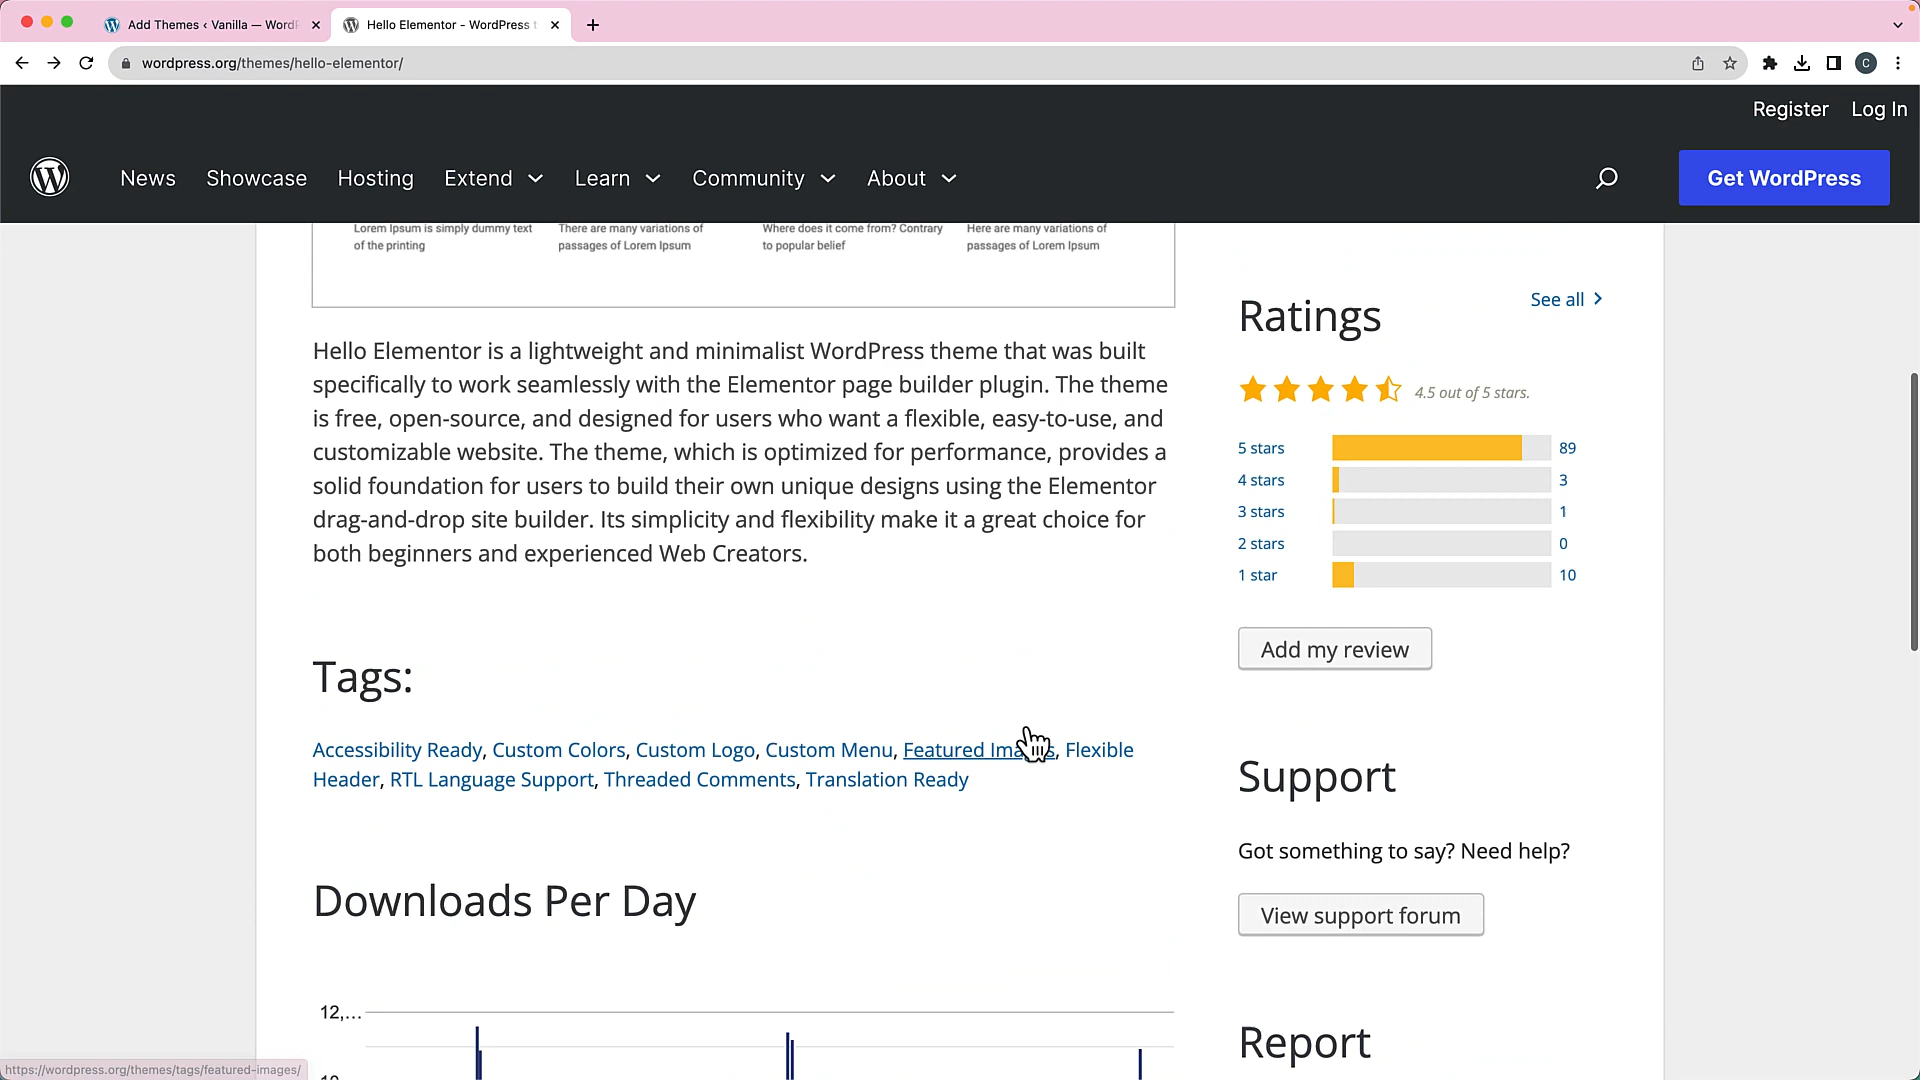 Add Themes ‹ Vanilla — WordP
Hello Elementor - WordPress t
wordpress.org/themes/hello-elementor/
C
Register
Log In
News
Showcase
Hosting
Extend
Learn
Community
About
Get WordPress
Lorem Ipsum is simply dummy text
of the printing
There are many variations of
passages of Lorem Ipsum
Where does it come from? Contrary
to popular belief
Here are many variations of
passages of Lorem Ipsum
Hello Elementor is a lightweight and minimalist WordPress theme that was built
specifically to work seamlessly with the Elementor page builder plugin. The theme
is free, open-source, and designed for users who want a flexible, easy-to-use, and
customizable website. The theme, which is optimized for performance, provides a
solid foundation for users to build their own unique designs using the Elementor
drag-and-drop site builder. Its simplicity and flexibility make it a great choice for
both beginners and experienced Web Creators.
Tags:
Accessibility Ready, Custom Colors, Custom Logo, Custom Menu, Featured Images, Flexible
Header, RTL Language Support, Threaded Comments, Translation Ready
Downloads Per Day
12,...
Ratings
See all
4.5 out of 5 stars.
5 stars 89
4 stars 3
3 stars 1
2 stars 0
1 star 10
Add my review
Support
Got something to say? Need help?
View support forum
Report
https://wordpress.org/themes/tags/featured-images/